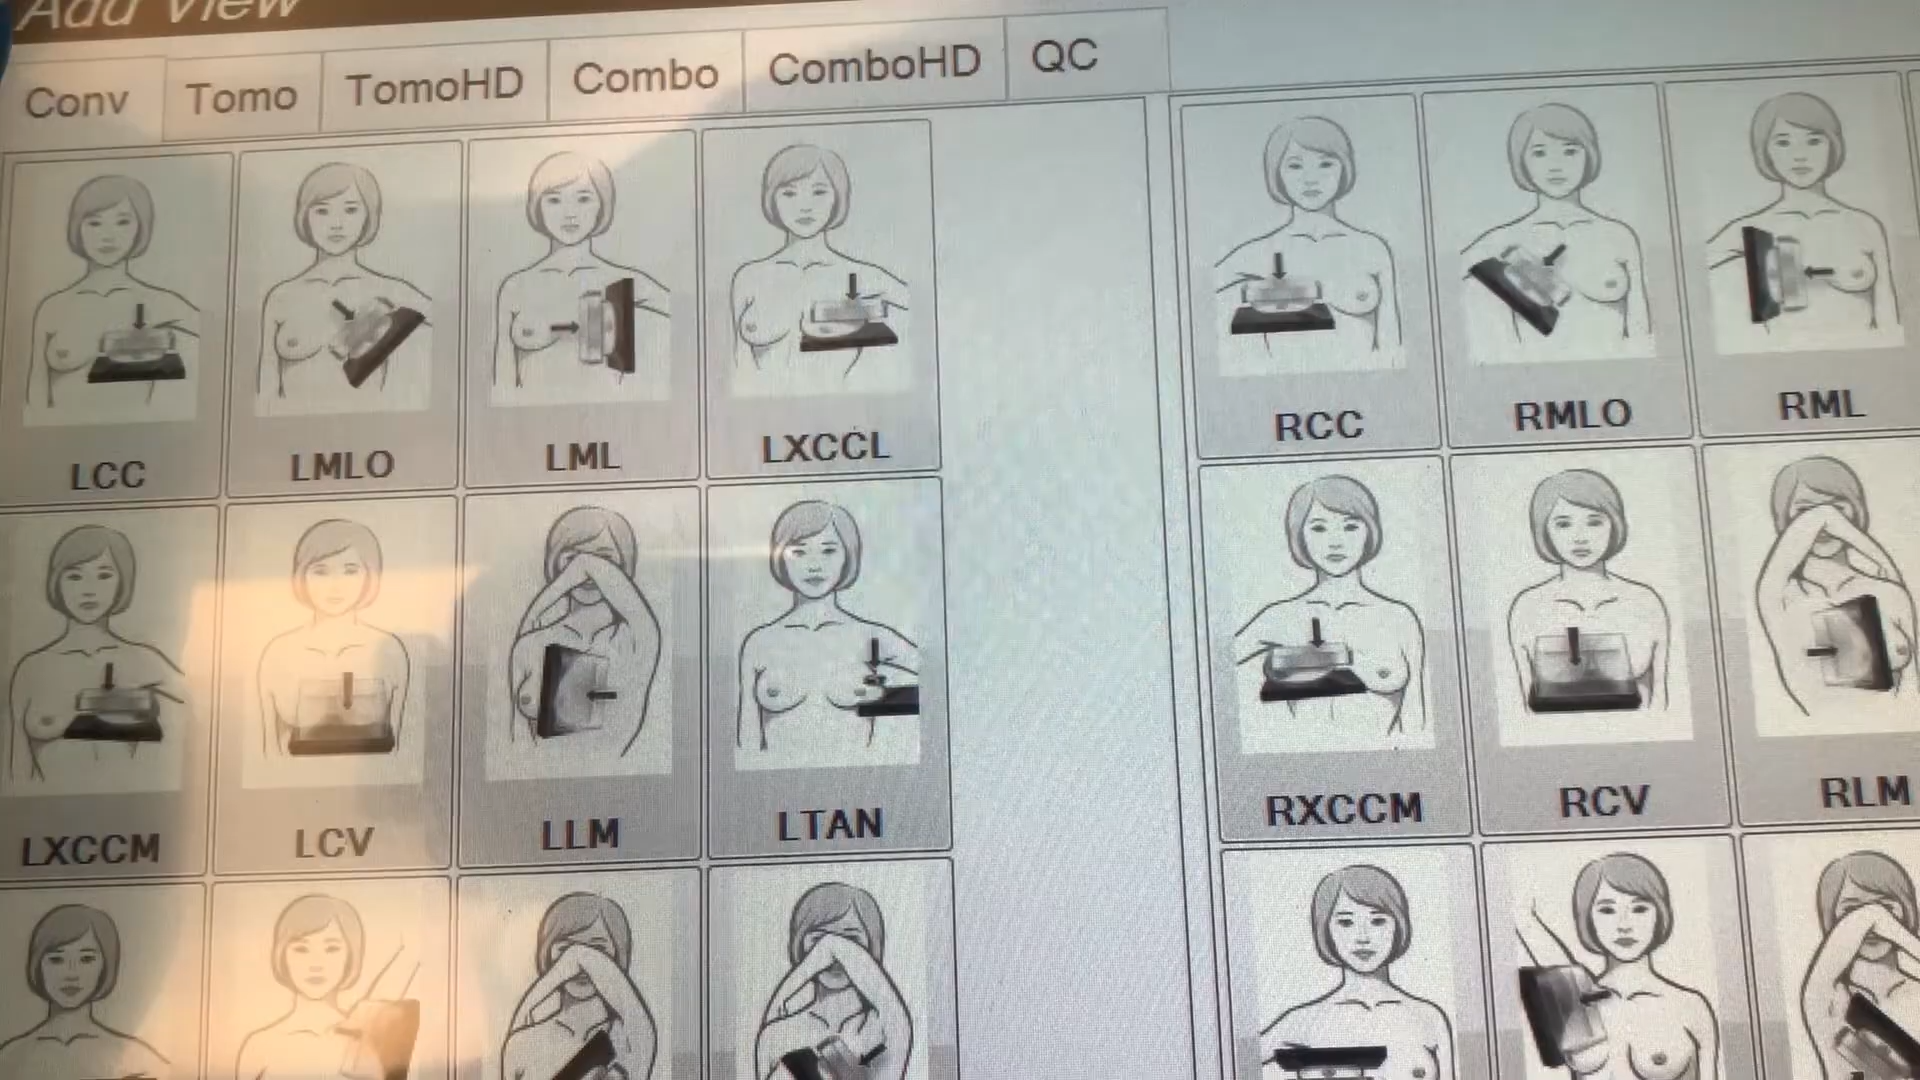 Add View
Conv Tomo TomoHD Combo ComboHD QC
LCC LMLO LML LXCCL RCC RMLO RML
LXCCM LCV LLM LTAN RXCCM RCV RLM